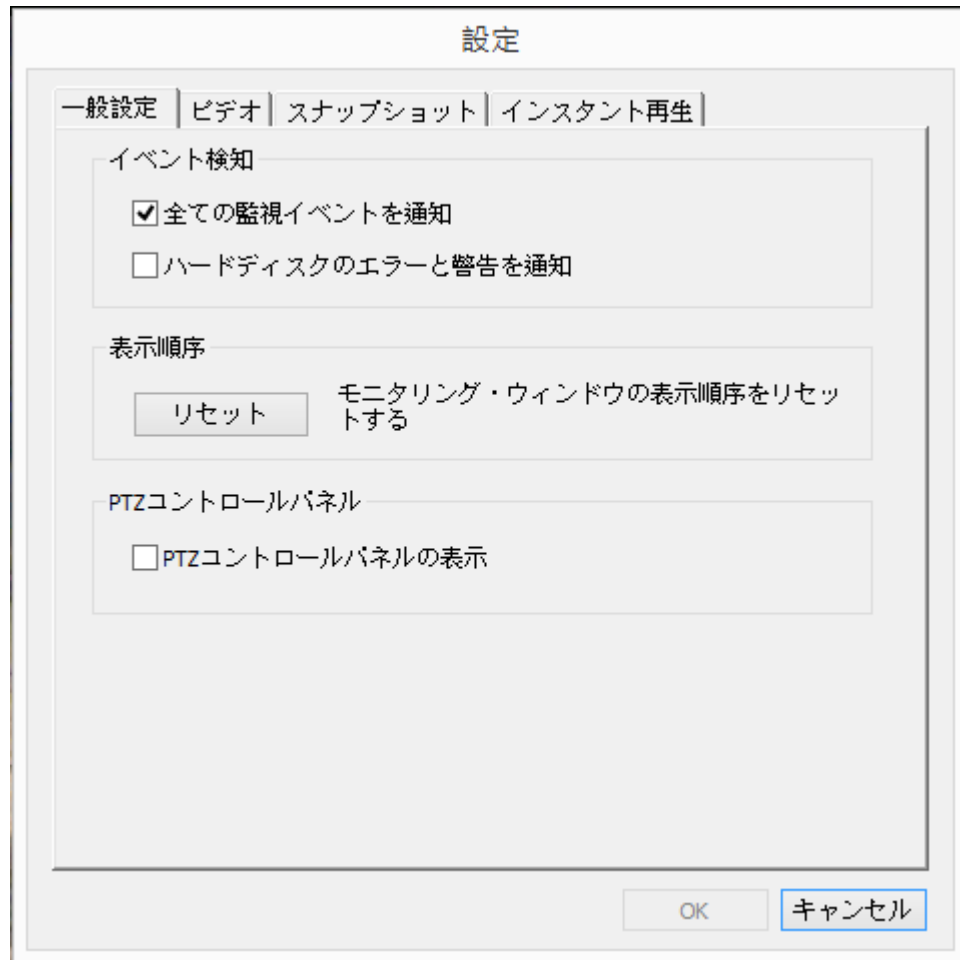 設定
一般設定 ビデオ スナップショット インスタント再生
イベント検知
全ての監視イベントを通知
ハードディスクのエラーと警告を通知
表示順序
リセット
モニタリング・ウィンドウの表示順序をリセッ
トする
PTZコントロールパネル
PTZコントロールパネルの表示
OK キャンセル